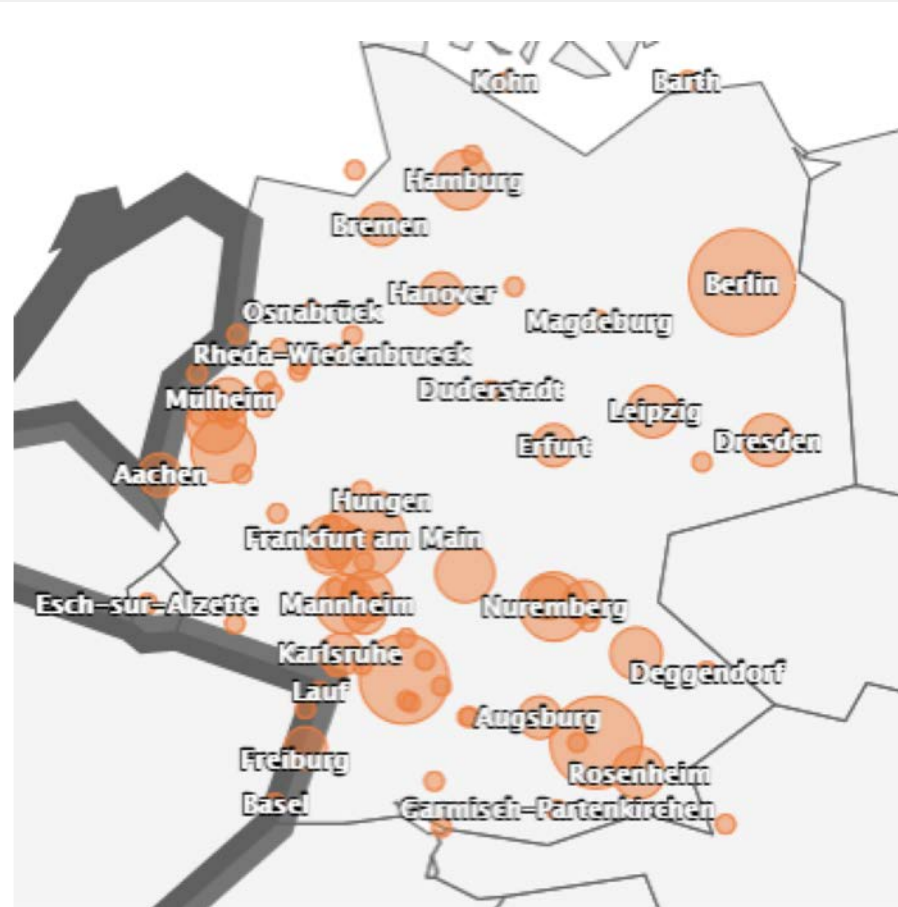 Kohn
Barth
Hamburg
Bremen
Berlin
Hanover
Osnabrück
Magdeburg
Rheda-Wiedenbrueck
Duderstadt
Mülheim
Leipzig
Erfurt
Dresden
Aachen
Hungen
Frankfurt am Main
Esch-sur-Alzette
Mannheim
Nuremberg
Karlsruhe
Deggendorf
Lauf
Augsburg
Freiburg
Rosenheim
Basel
Garmisch-Partenkirchen